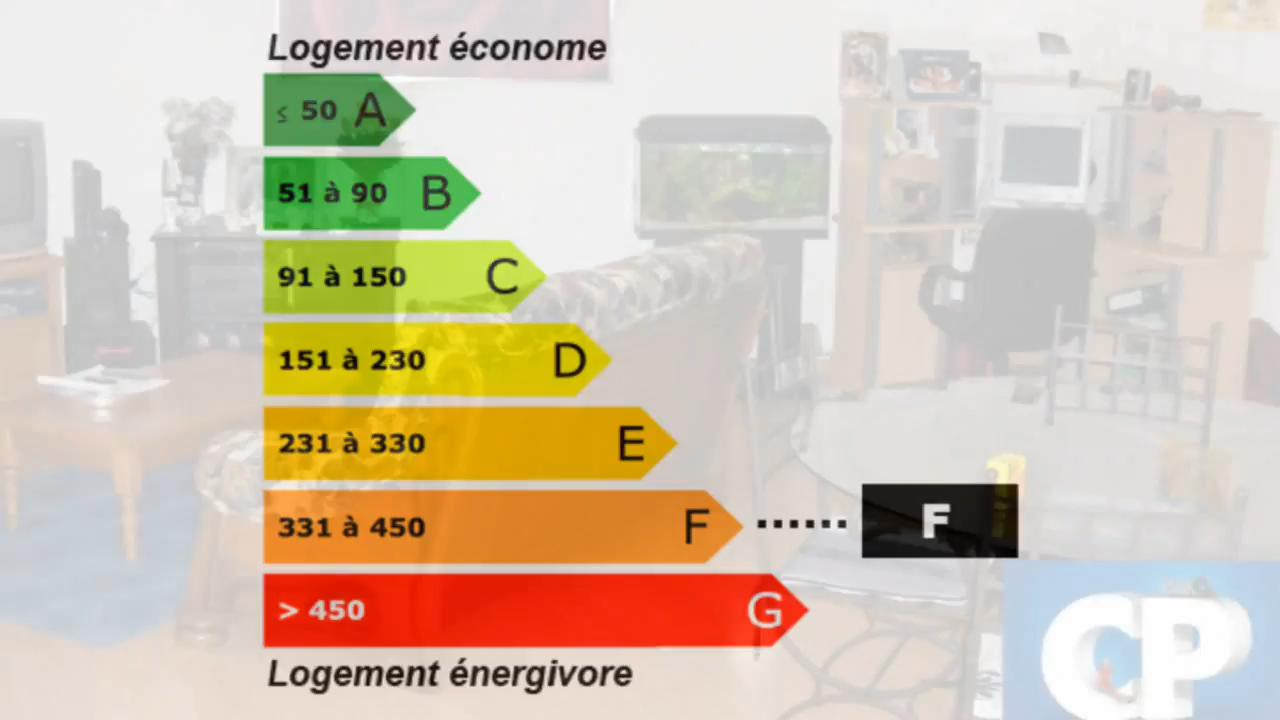 Logement économe
≤ 50 A
51 à 90 B
91 à 150 C
151 à 230 D
231 à 330 E
331 à 450 F
F
> 450 G
Logement énergivore
CP